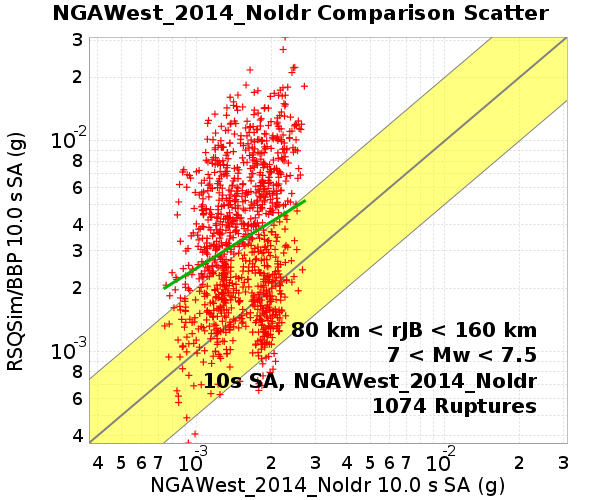 NGAWest_2014_NoIdr Comparison Scatter
3
2
10⁻²
8
6
4
3
2
10⁻³
8
6
4
RSQSim/BBP 10.0 s SA (g)
80 km < rJB < 160 km
7 < Mw < 7.5
10s SA, NGAWest_2014_NoIdr
1074 Ruptures
4 5 6 7 10⁻³ 2 3 4 5 6 7 10⁻² 2 3
NGAWest_2014_NoIdr 10.0 s SA (g)